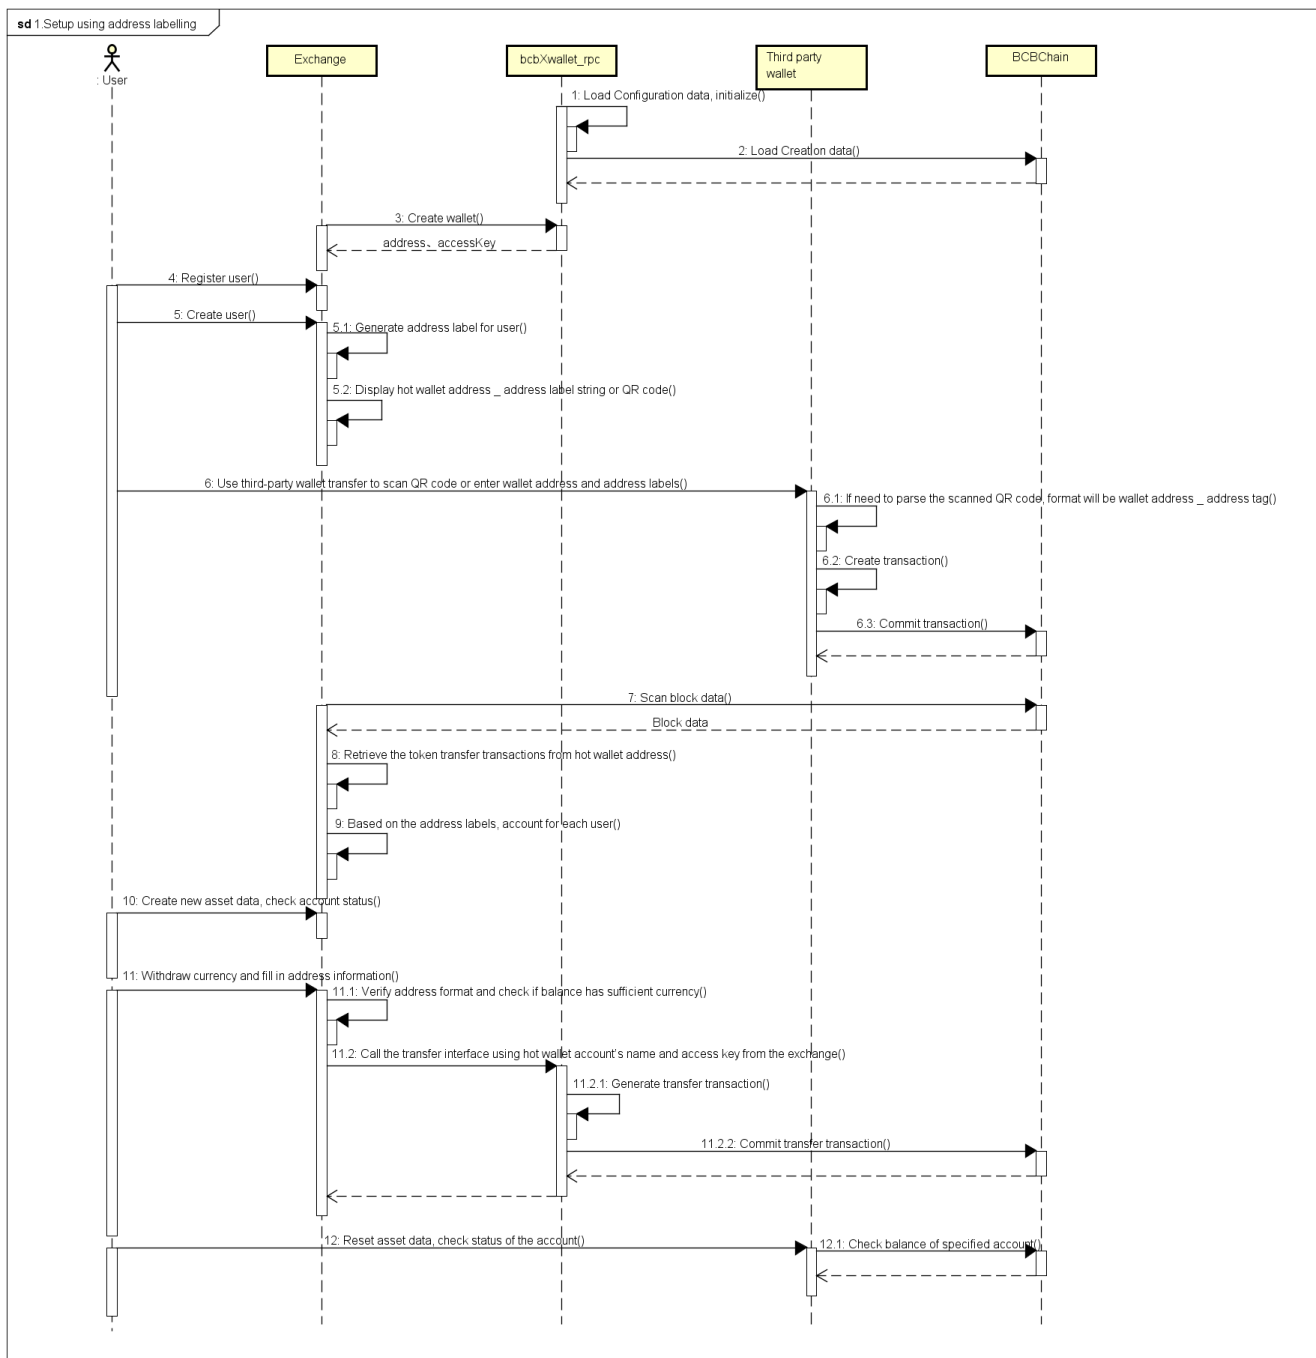 sd 1.Setup using address labelling
: User
Exchange
bcbXwallet_rpc
Third party
wallet
BCBChain
1: Load Configuration data, initialize()
2: Load Creation data()
3: Create wallet()
address、accessKey
4: Register user()
5: Create user()
5.1: Generate address label for user()
5.2: Display hot wallet address _ address label string or QR code()
6: Use third-party wallet transfer to scan QR code or enter wallet address and address labels()
6.1: If need to parse the scanned QR code, format will be wallet address _ address tag()
6.2: Create transaction()
6.3: Commit transaction()
7: Scan block data()
Block data
8: Retrieve the token transfer transactions from hot wallet address()
9: Based on the address labels, account for each user()
10: Create new asset data, check account status()
11: Withdraw currency and fill in address information()
11.1: Verify address format and check if balance has sufficient currency()
11.2: Call the transfer interface using hot wallet account's name and access key from the exchange()
11.2.1: Generate transfer transaction()
11.2.2: Commit transfer transaction()
12: Reset asset data, check status of the account()
12.1: Check balance of specified account()